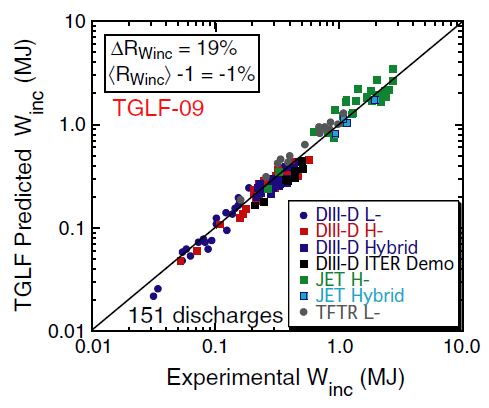 10
TGLF Predicted W_inc (MJ)
ΔR_Winc = 19%
⟨R_Winc⟩ -1 = -1%
TGLF-09
1.0
0.1
0.01
DIII-D L-
DIII-D H-
DIII-D Hybrid
DIII-D ITER Demo
JET H-
JET Hybrid
TFTR L-
151 discharges
0.01 0.1 1.0 10.0
Experimental W_inc (MJ)